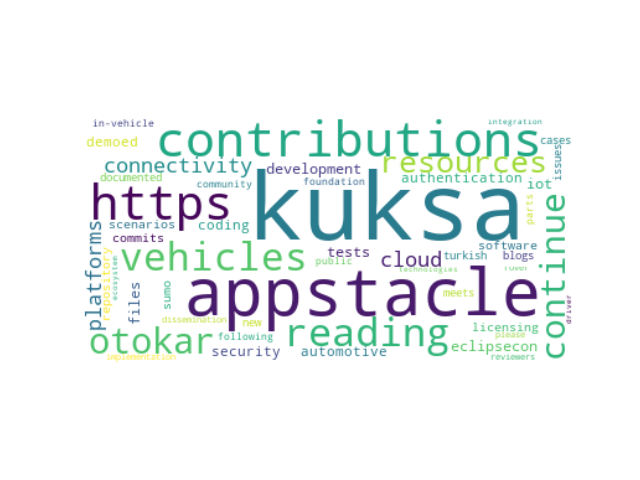 in-vehicle
integration
contributions
demoed
cases
issues
connectivity
development
resources
documented
community
foundation
authentication
iot
https
kuksa
parts
continue
scenarios
coding
commits
platforms
repository
ecosystem
vehicles
tests
public
cloud
turkish
software
blogs
technologies
rover
files
sumo
appstacle
meets
driver
dissemination
new
otokar
following
reading
licensing
please
eclipsecon
implementation
security
automotive
reviewers